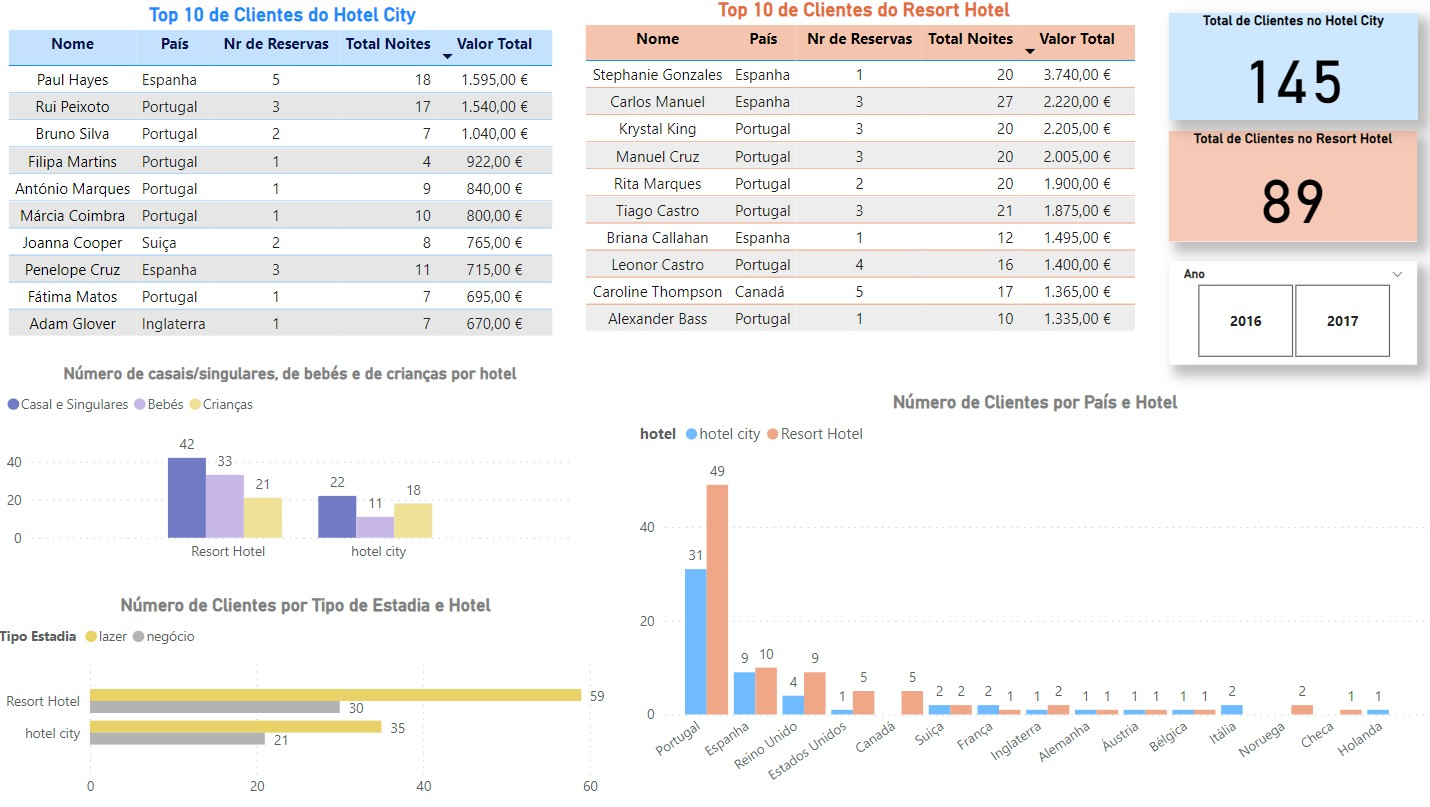 Top 10 de Clientes do Hotel City
Nome País Nr de Reservas Total Noites Valor Total
Paul Hayes Espanha 5 18 1.595,00 €
Rui Peixoto Portugal 3 17 1.540,00 €
Bruno Silva Portugal 2 7 1.040,00 €
Filipa Martins Portugal 1 4 922,00 €
António Marques Portugal 1 9 840,00 €
Márcia Coimbra Portugal 1 10 800,00 €
Joanna Cooper Suiça 2 8 765,00 €
Penelope Cruz Espanha 3 11 715,00 €
Fátima Matos Portugal 1 7 695,00 €
Adam Glover Inglaterra 1 7 670,00 €
Top 10 de Clientes do Resort Hotel
Nome País Nr de Reservas Total Noites Valor Total
Stephanie Gonzales Espanha 1 20 3.740,00 €
Carlos Manuel Espanha 3 27 2.220,00 €
Krystal King Portugal 3 20 2.205,00 €
Manuel Cruz Portugal 3 20 2.005,00 €
Rita Marques Portugal 2 20 1.900,00 €
Tiago Castro Portugal 3 21 1.875,00 €
Briana Callahan Espanha 1 12 1.495,00 €
Leonor Castro Portugal 4 16 1.400,00 €
Caroline Thompson Canadá 5 17 1.365,00 €
Alexander Bass Portugal 1 10 1.335,00 €
Total de Clientes no Hotel City
145
Total de Clientes no Resort Hotel
89
Ano
2016 2017
Número de casais/singulares, de bebés e de crianças por hotel
Casal e Singulares Bebés Crianças
42
33
21
22
11
18
40
20
0
Resort Hotel hotel city
Número de Clientes por Tipo de Estadia e Hotel
Tipo Estadia lazer negócio
Resort Hotel 59
30
hotel city 35
21
0 20 40 60
Número de Clientes por País e Hotel
hotel hotel city Resort Hotel
40
20
0
31 49 9 10 4 9 1 5 5 2 2 2 1 1 2 1 1 1 1 1 1 2 2 1 1
Portugal Espanha Reino Unido Estados Unidos Canadá Suiça França Inglaterra Alemanha Áustria Bélgica Itália Noruega Checa Holanda